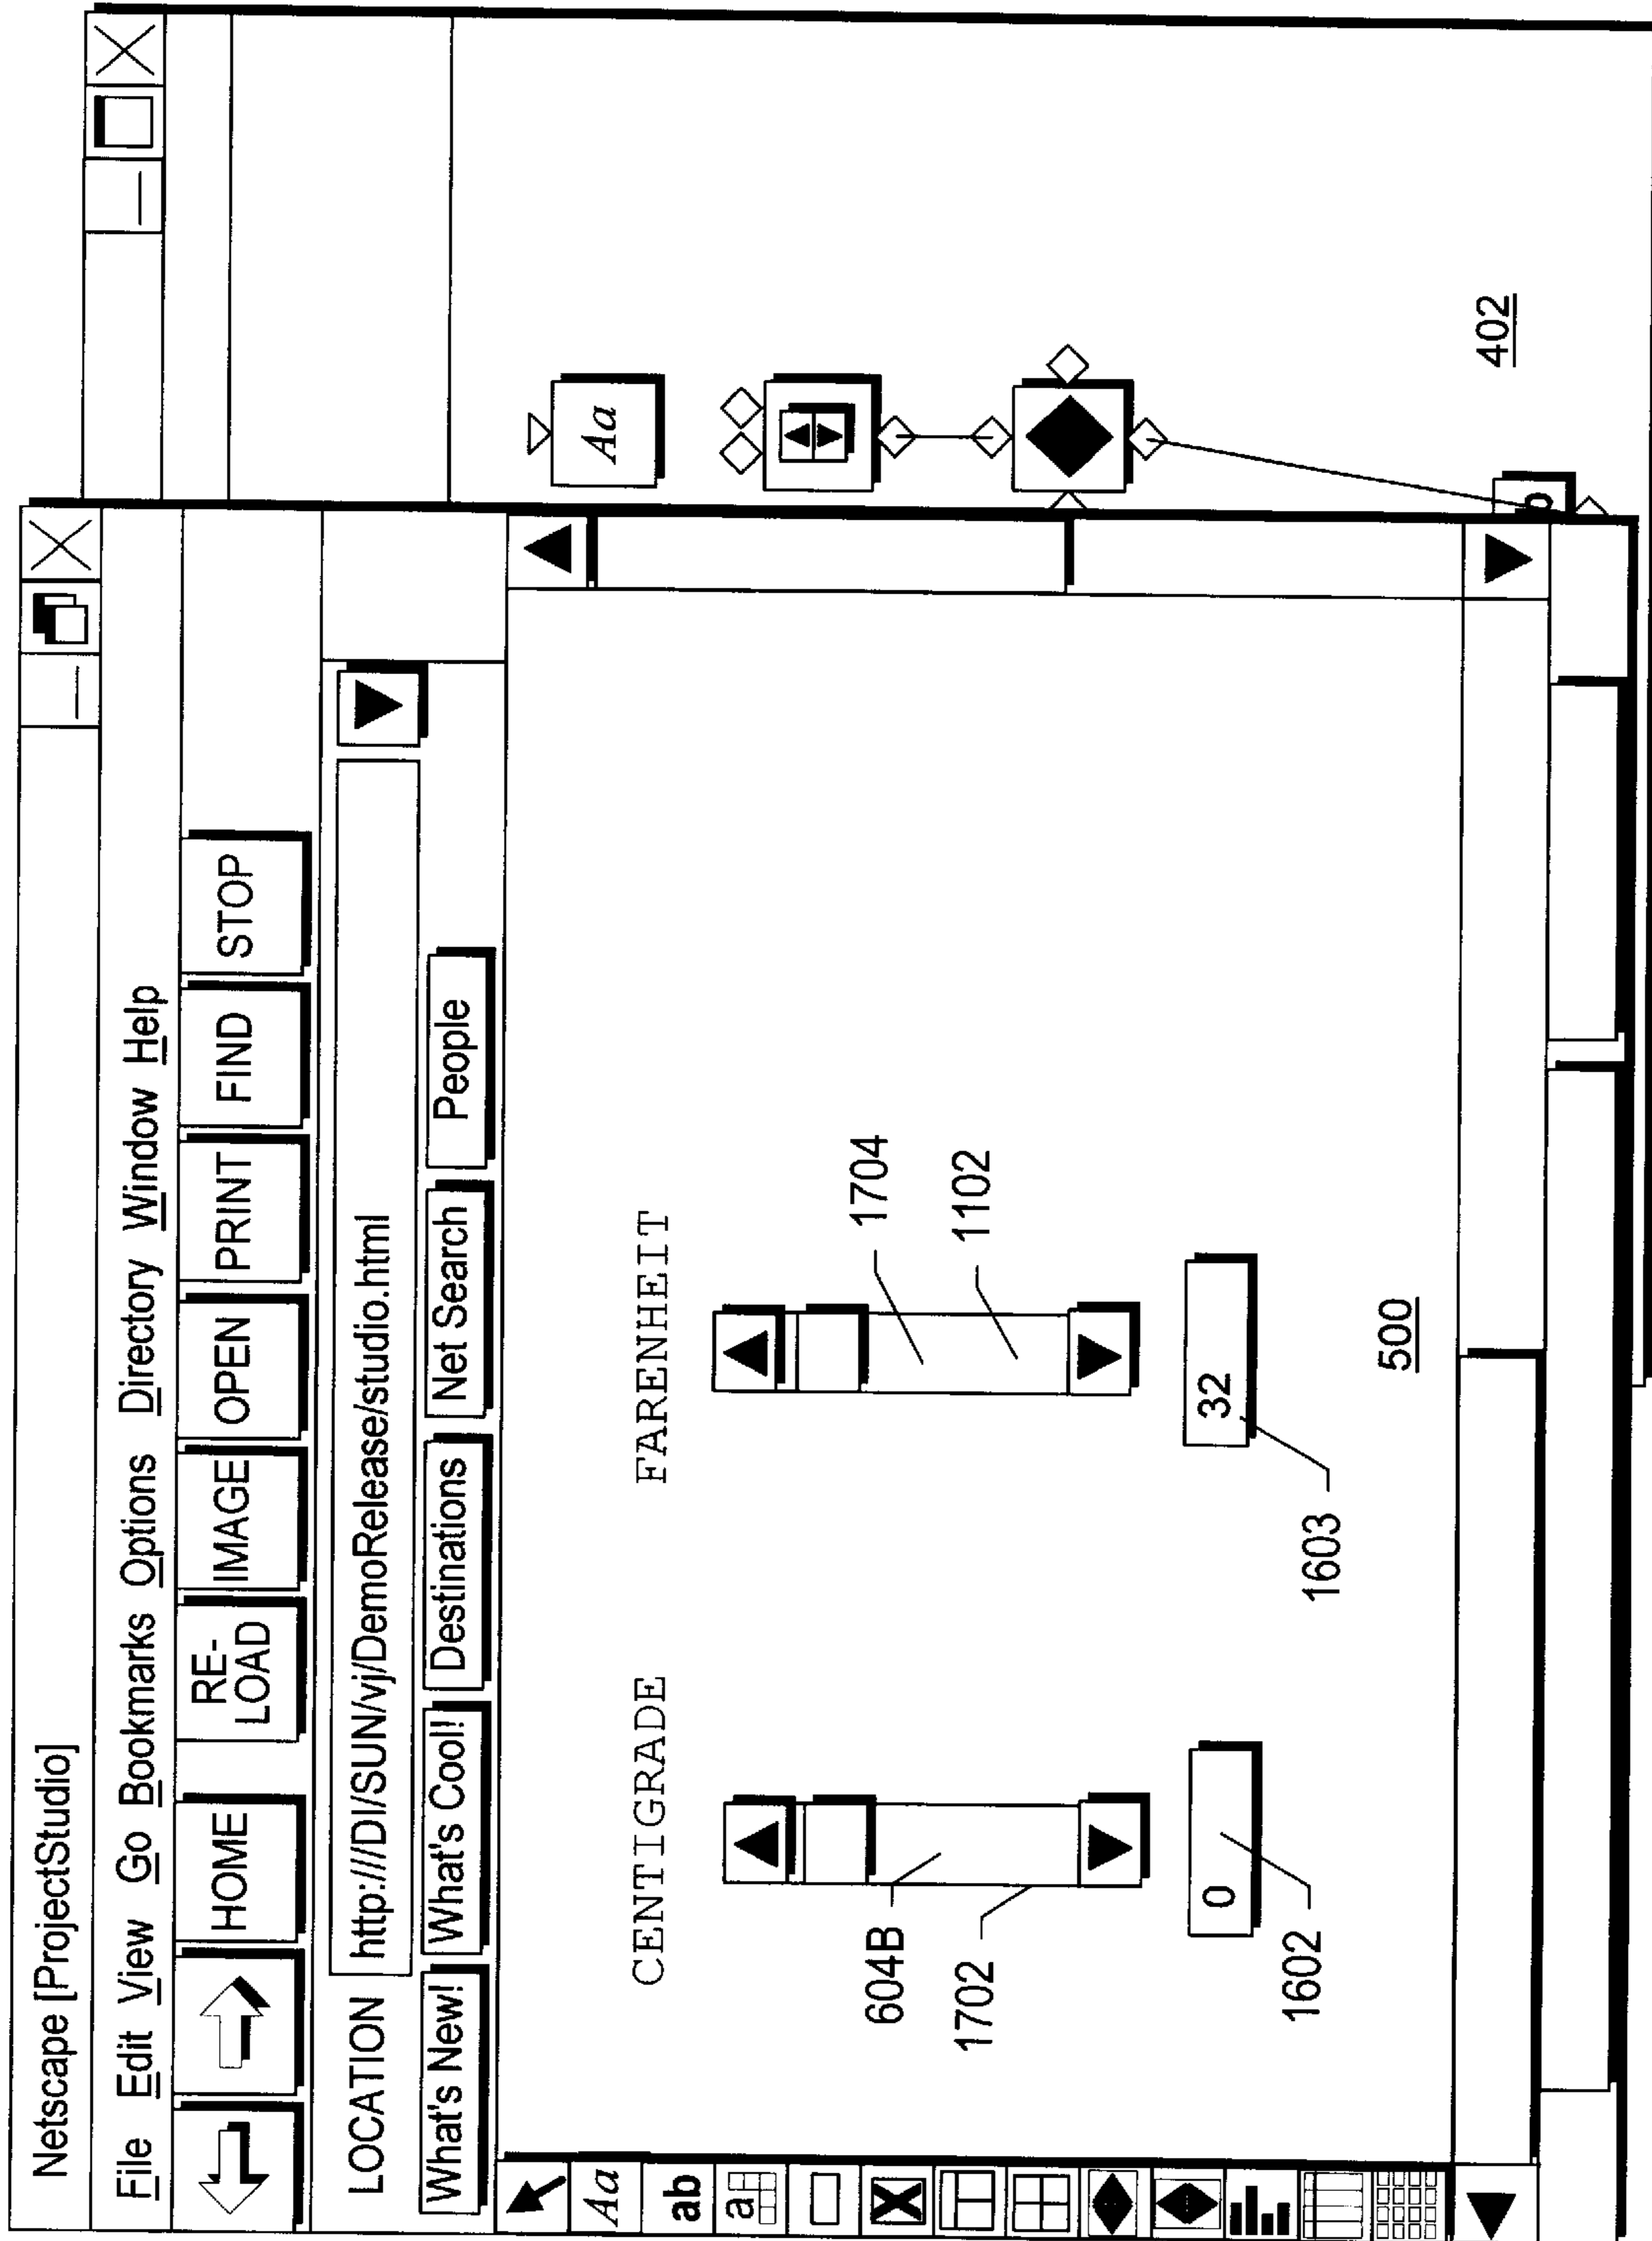 Netscape [ProjectStudio]
File Edit View Go Bookmarks Options Directory Window Help
HOME RE-
LOAD IMAGE OPEN PRINT FIND STOP
LOCATION http:///DI/SUN/vj/DemoRelease/studio.html
What's New! What's Cool! Destinations Net Search People
Aa
ab
a
CENTIGRADE FARENHEIT
604B
1702
1704
1102
0
32
1602
1603
500
Aa
402